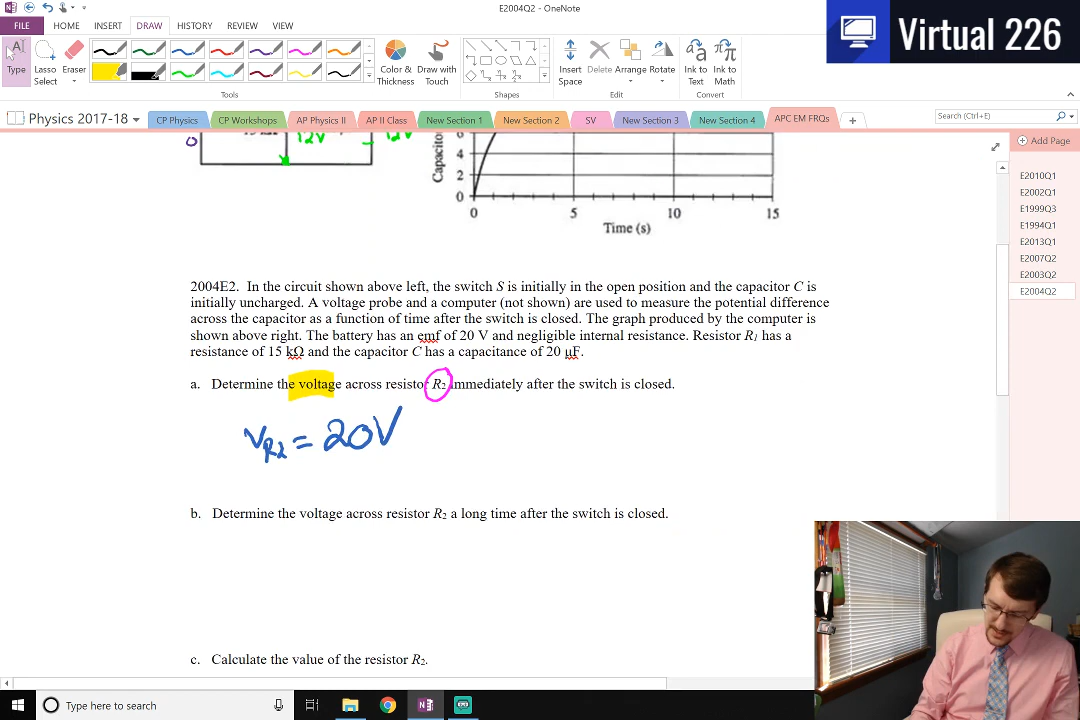 E2004Q2 - OneNote
FILE HOME INSERT DRAW HISTORY REVIEW VIEW
Virtual 226
Type Lasso Select Eraser Color & Thickness Draw with Touch Insert Space Delete Arrange Rotate Ink to Text Ink to Math
Tools Shapes Edit Convert
Physics 2017-18 CP Physics CP Workshops AP Physics II AP II Class New Section 1 New Section 2 SV New Section 3 New Section 4 APC EM FRQs Search (Ctrl+E)
Add Page
E2010Q1
E2002Q1
E1999Q3
E1994Q1
E2013Q1
E2007Q2
E2003Q2
E2004Q2
0 12V 12V
6
4
2
0
0 5 10 15
Time (s)
2004E2. In the circuit shown above left, the switch S is initially in the open position and the capacitor C is
initially uncharged. A voltage probe and a computer (not shown) are used to measure the potential difference
across the capacitor as a function of time after the switch is closed. The graph produced by the computer is
shown above right. The battery has an emf of 20 V and negligible internal resistance. Resistor R1 has a
resistance of 15 kΩ and the capacitor C has a capacitance of 20 μF.
a. Determine the voltage across resistor R2 immediately after the switch is closed.
VR2 = 20V
b. Determine the voltage across resistor R2 a long time after the switch is closed.
c. Calculate the value of the resistor R2.
Type here to search